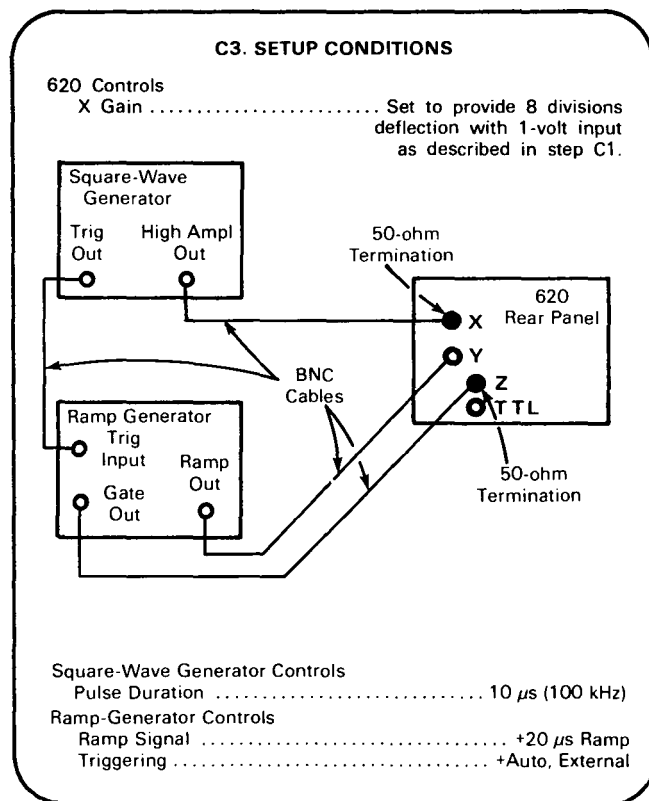 C3. SETUP CONDITIONS
620 Controls
X Gain .............................. Set to provide 8 divisions
deflection with 1-volt input
as described in step C1.
Square-Wave
Generator
Trig
Out
High Ampl
Out
50-ohm
Termination
620
Rear Panel
X
Y
Z
TTL
BNC
Cables
Ramp Generator
Trig
Input
Ramp
Out
Gate
Out
50-ohm
Termination
Square-Wave Generator Controls
Pulse Duration .............................. 10 μs (100 kHz)
Ramp-Generator Controls
Ramp Signal .............................. +20 μs Ramp
Triggering .............................. +Auto, External